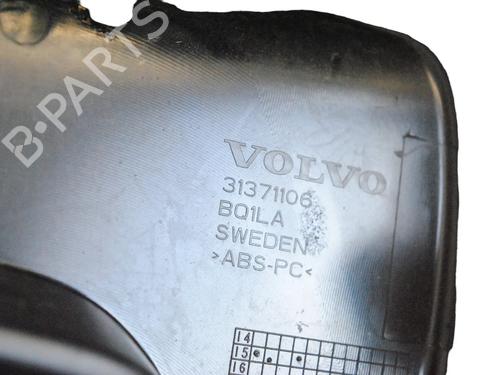 B-PARTS
VOLVO
31371106
BQ1LA
SWEDEN
>ABS-PC<
14
15
16